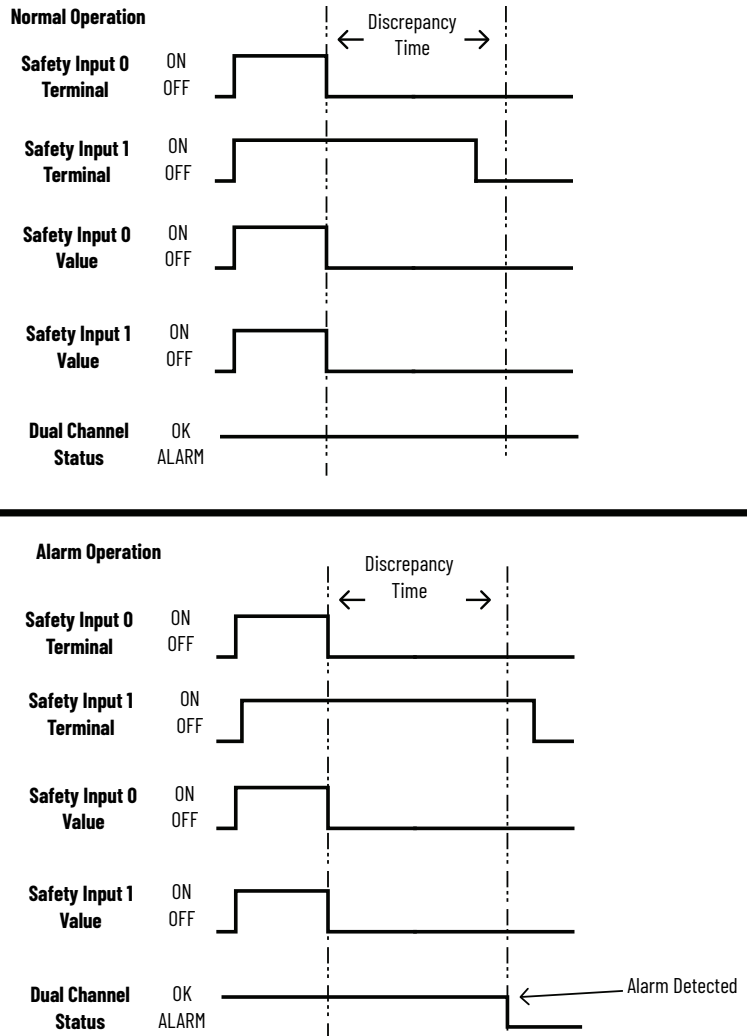 Normal Operation
Discrepancy
Time
Safety Input 0
Terminal
ON
OFF
Safety Input 1
Terminal
ON
OFF
Safety Input 0
Value
ON
OFF
Safety Input 1
Value
ON
OFF
Dual Channel
Status
OK
ALARM
Alarm Operation
Discrepancy
Time
Safety Input 0
Terminal
ON
OFF
Safety Input 1
Terminal
ON
OFF
Safety Input 0
Value
ON
OFF
Safety Input 1
Value
ON
OFF
Dual Channel
Status
OK
ALARM
Alarm Detected